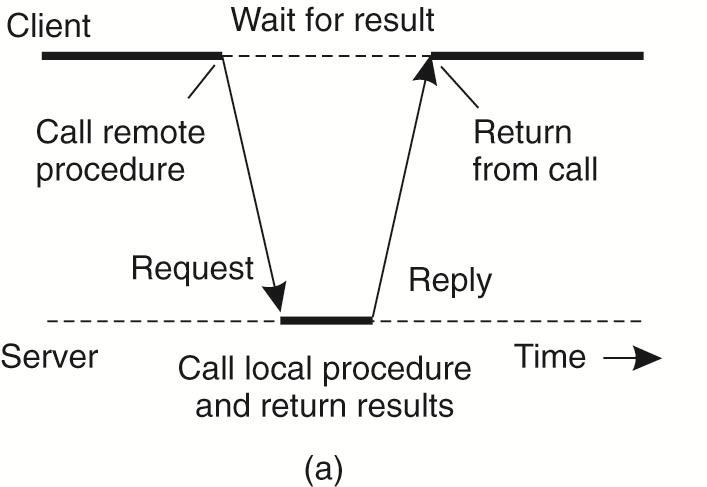 Client
Wait for result
Call remote
procedure
Return
from call
Request
Reply
Server
Call local procedure
and return results
Time
(a)